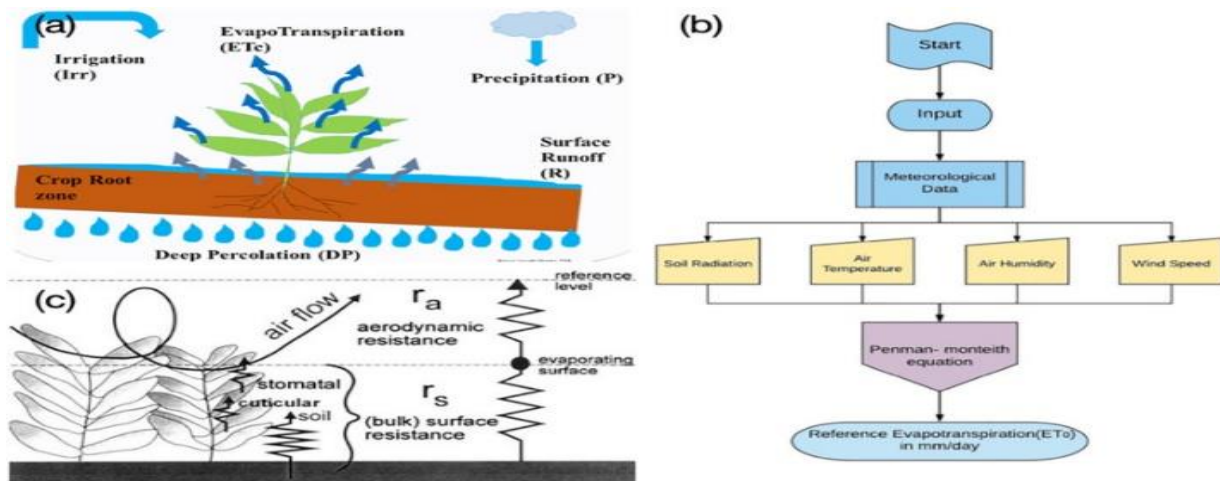 (a)
Irrigation
(Irr)
EvapoTranspiration
(ETc)
Precipitation (P)
Surface
Runoff
(R)
Crop Root
zone
Deep Percolation (DP)
(b)
Start
Input
Meteorological
Data
Soil Radiation
Air
Temperature
Air Humidity
Wind Speed
Penman- monteith
equation
Reference Evapotranspiration(ETo)
in mm/day
(c)
air flow
ra
aerodynamic
resistance
reference
level
evaporating
surface
stomatal
cuticular
soil
rs
(bulk) surface
resistance